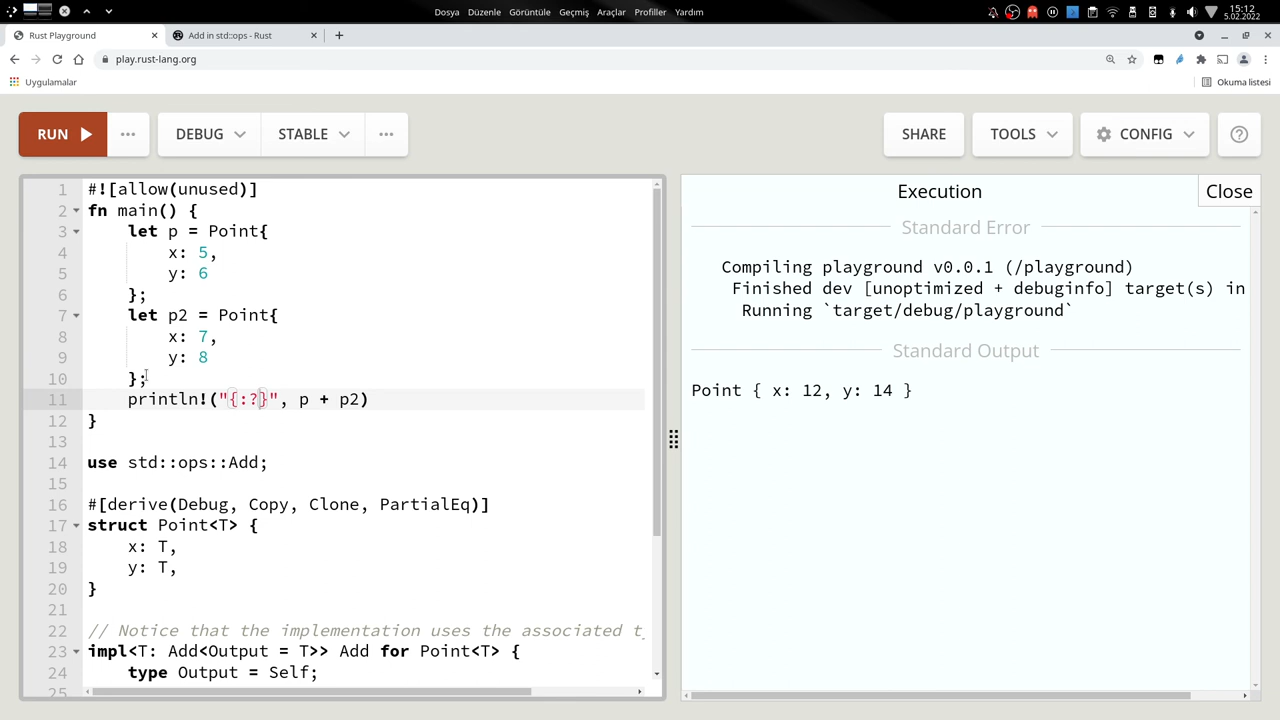 Dosya Düzenle Görüntüle Geçmiş Araçlar Profiller Yardım
15:12
5.02.2022
Rust Playground
Add in std::ops - Rust
play.rust-lang.org
Uygulamalar
Okuma listesi
RUN
DEBUG
STABLE
SHARE
TOOLS
CONFIG
1 #![allow(unused)]
2 fn main() {
3 let p = Point{
4 x: 5,
5 y: 6
6 };
7 let p2 = Point{
8 x: 7,
9 y: 8
10 };
11 println!("{:?}", p + p2)
12 }
13
14 use std::ops::Add;
15
16 #[derive(Debug, Copy, Clone, PartialEq)]
17 struct Point<T> {
18 x: T,
19 y: T,
20 }
21
22 // Notice that the implementation uses the associated t
23 impl<T: Add<Output = T>> Add for Point<T> {
24 type Output = Self;
25
Execution
Close
Standard Error
Compiling playground v0.0.1 (/playground)
Finished dev [unoptimized + debuginfo] target(s) in
Running `target/debug/playground`
Standard Output
Point { x: 12, y: 14 }